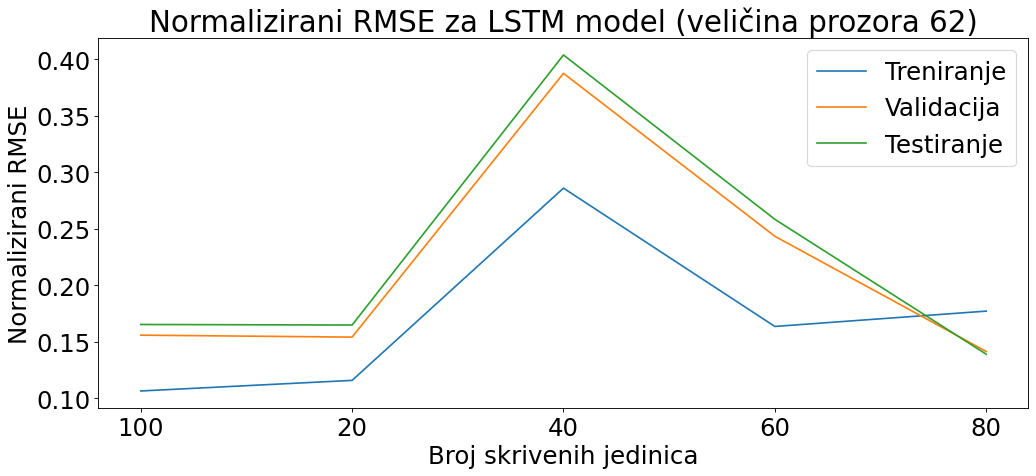 Normalizirani RMSE za LSTM model (veličina prozora 62)
Normalizirani RMSE
0.40
0.35
0.30
0.25
0.20
0.15
0.10
Treniranje
Validacija
Testiranje
100 20 40 60 80
Broj skrivenih jedinica